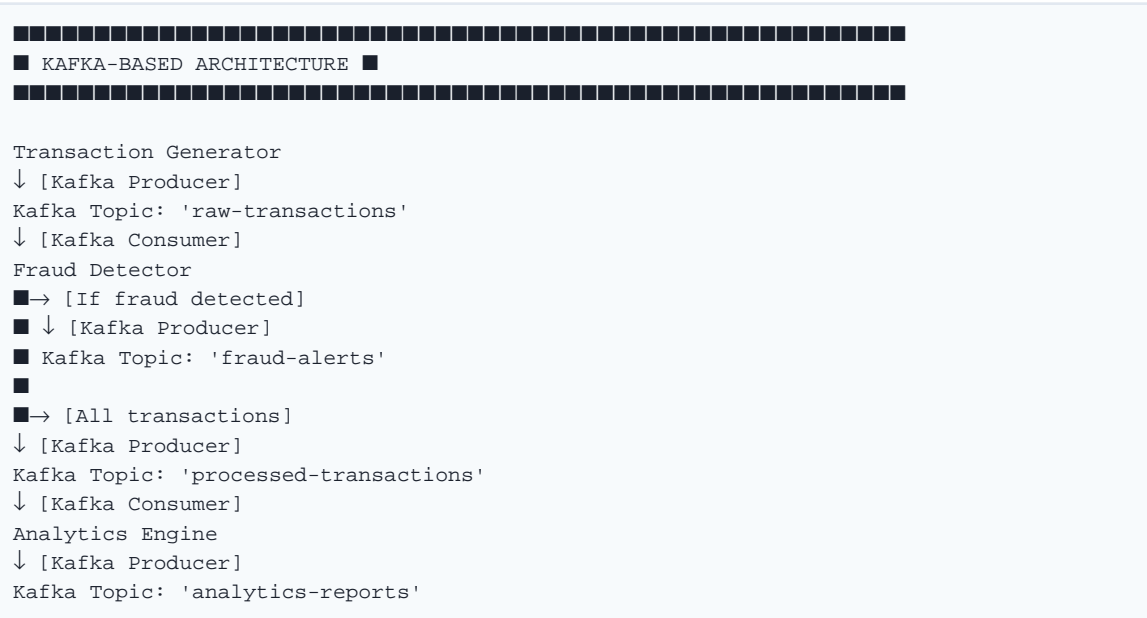 ■■■■■■■■■■■■■■■■■■■■■■■■■■■■■■■■■■■■■■■■■■■■■■■■■■■■■■■■■■
■ KAFKA-BASED ARCHITECTURE ■
■■■■■■■■■■■■■■■■■■■■■■■■■■■■■■■■■■■■■■■■■■■■■■■■■■■■■■■■■■
Transaction Generator
↓ [Kafka Producer]
Kafka Topic: 'raw-transactions'
↓ [Kafka Consumer]
Fraud Detector
■→ [If fraud detected]
■ ↓ [Kafka Producer]
■ Kafka Topic: 'fraud-alerts'
■
■→ [All transactions]
↓ [Kafka Producer]
Kafka Topic: 'processed-transactions'
↓ [Kafka Consumer]
Analytics Engine
↓ [Kafka Producer]
Kafka Topic: 'analytics-reports'